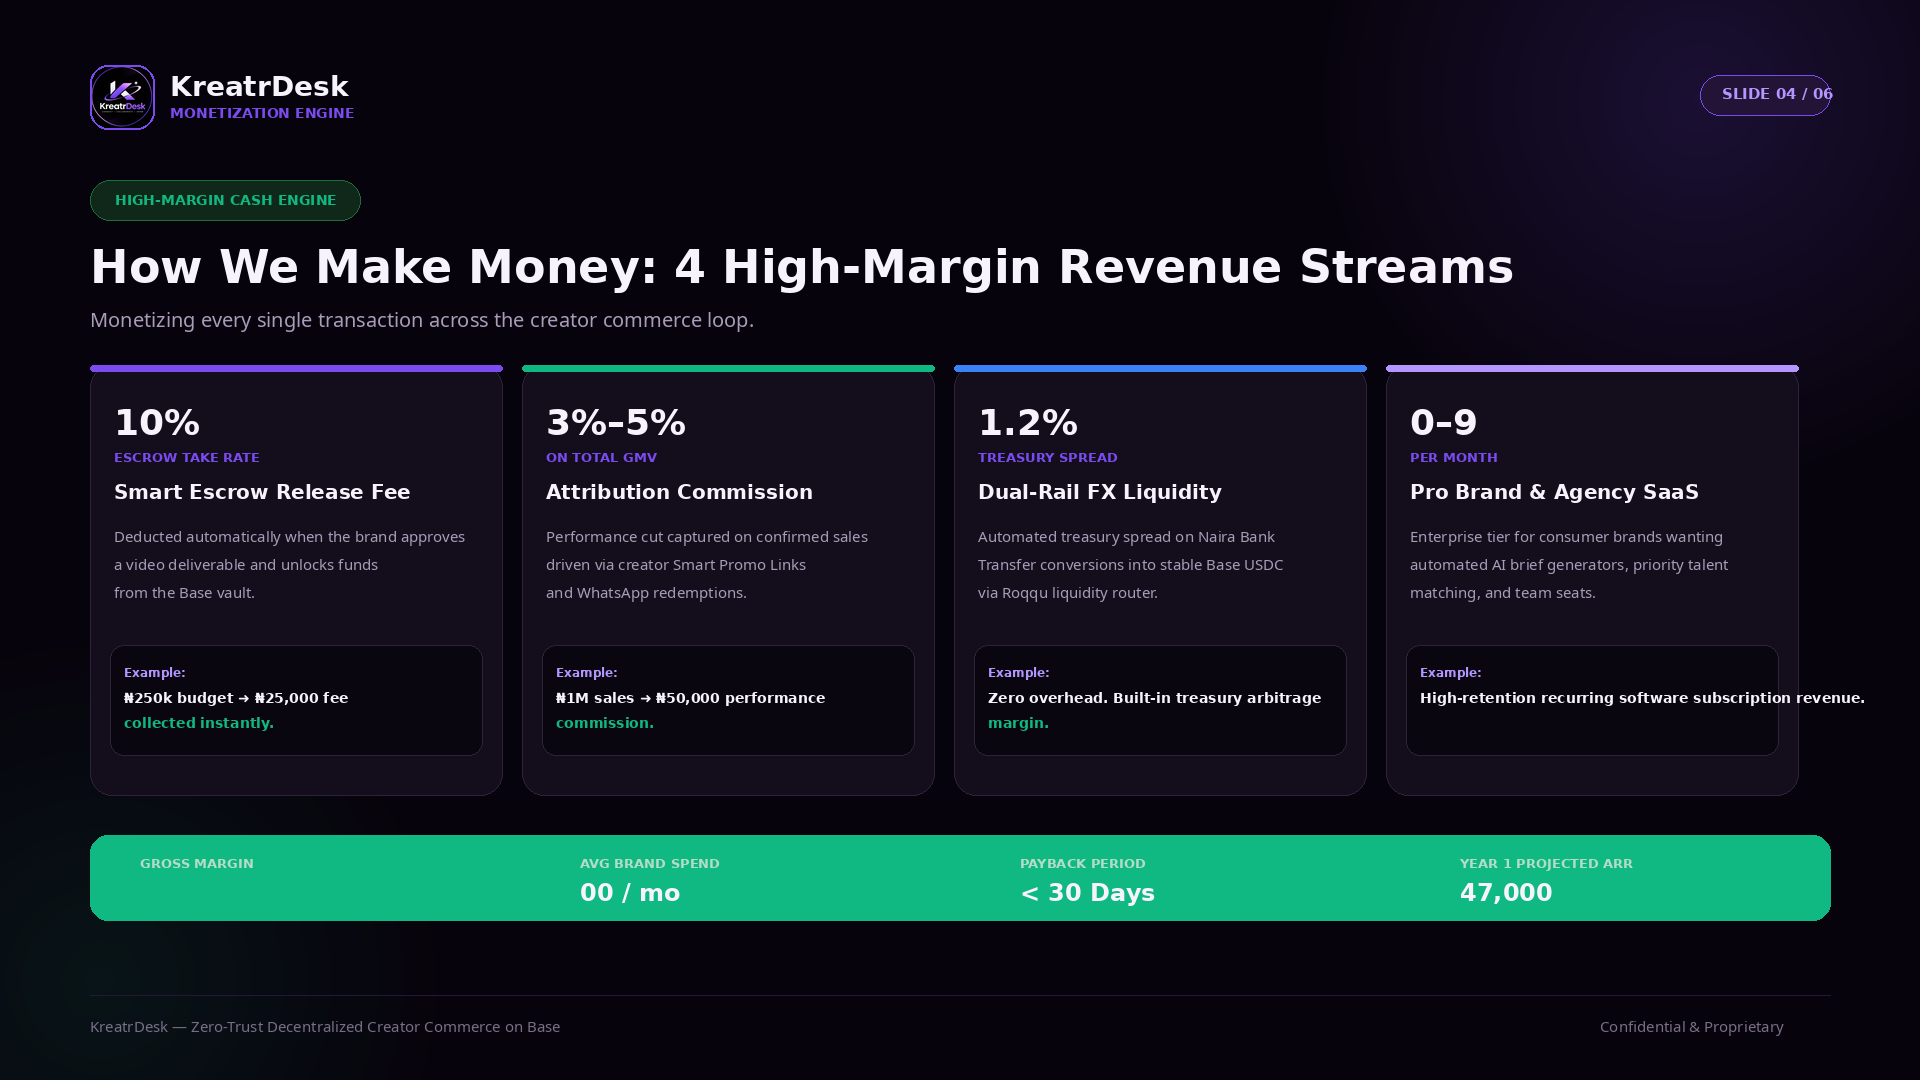 KreatrDesk
KreatrDesk
MONETIZATION ENGINE
SLIDE 04 / 06
HIGH-MARGIN CASH ENGINE
How We Make Money: 4 High-Margin Revenue Streams
Monetizing every single transaction across the creator commerce loop.
10%
ESCROW TAKE RATE
Smart Escrow Release Fee
Deducted automatically when the brand approves
a video deliverable and unlocks funds
from the Base vault.
Example:
₦250k budget → ₦25,000 fee
collected instantly.
3%–5%
ON TOTAL GMV
Attribution Commission
Performance cut captured on confirmed sales
driven via creator Smart Promo Links
and WhatsApp redemptions.
Example:
₦1M sales → ₦50,000 performance
commission.
1.2%
TREASURY SPREAD
Dual-Rail FX Liquidity
Automated treasury spread on Naira Bank
Transfer conversions into stable Base USDC
via Roqqu liquidity router.
Example:
Zero overhead. Built-in treasury arbitrage
margin.
0–9
PER MONTH
Pro Brand & Agency SaaS
Enterprise tier for consumer brands wanting
automated AI brief generators, priority talent
matching, and team seats.
Example:
High-retention recurring software subscription revenue.
GROSS MARGIN
AVG BRAND SPEND
00 / mo
PAYBACK PERIOD
< 30 Days
YEAR 1 PROJECTED ARR
47,000
KreatrDesk — Zero-Trust Decentralized Creator Commerce on Base
Confidential & Proprietary